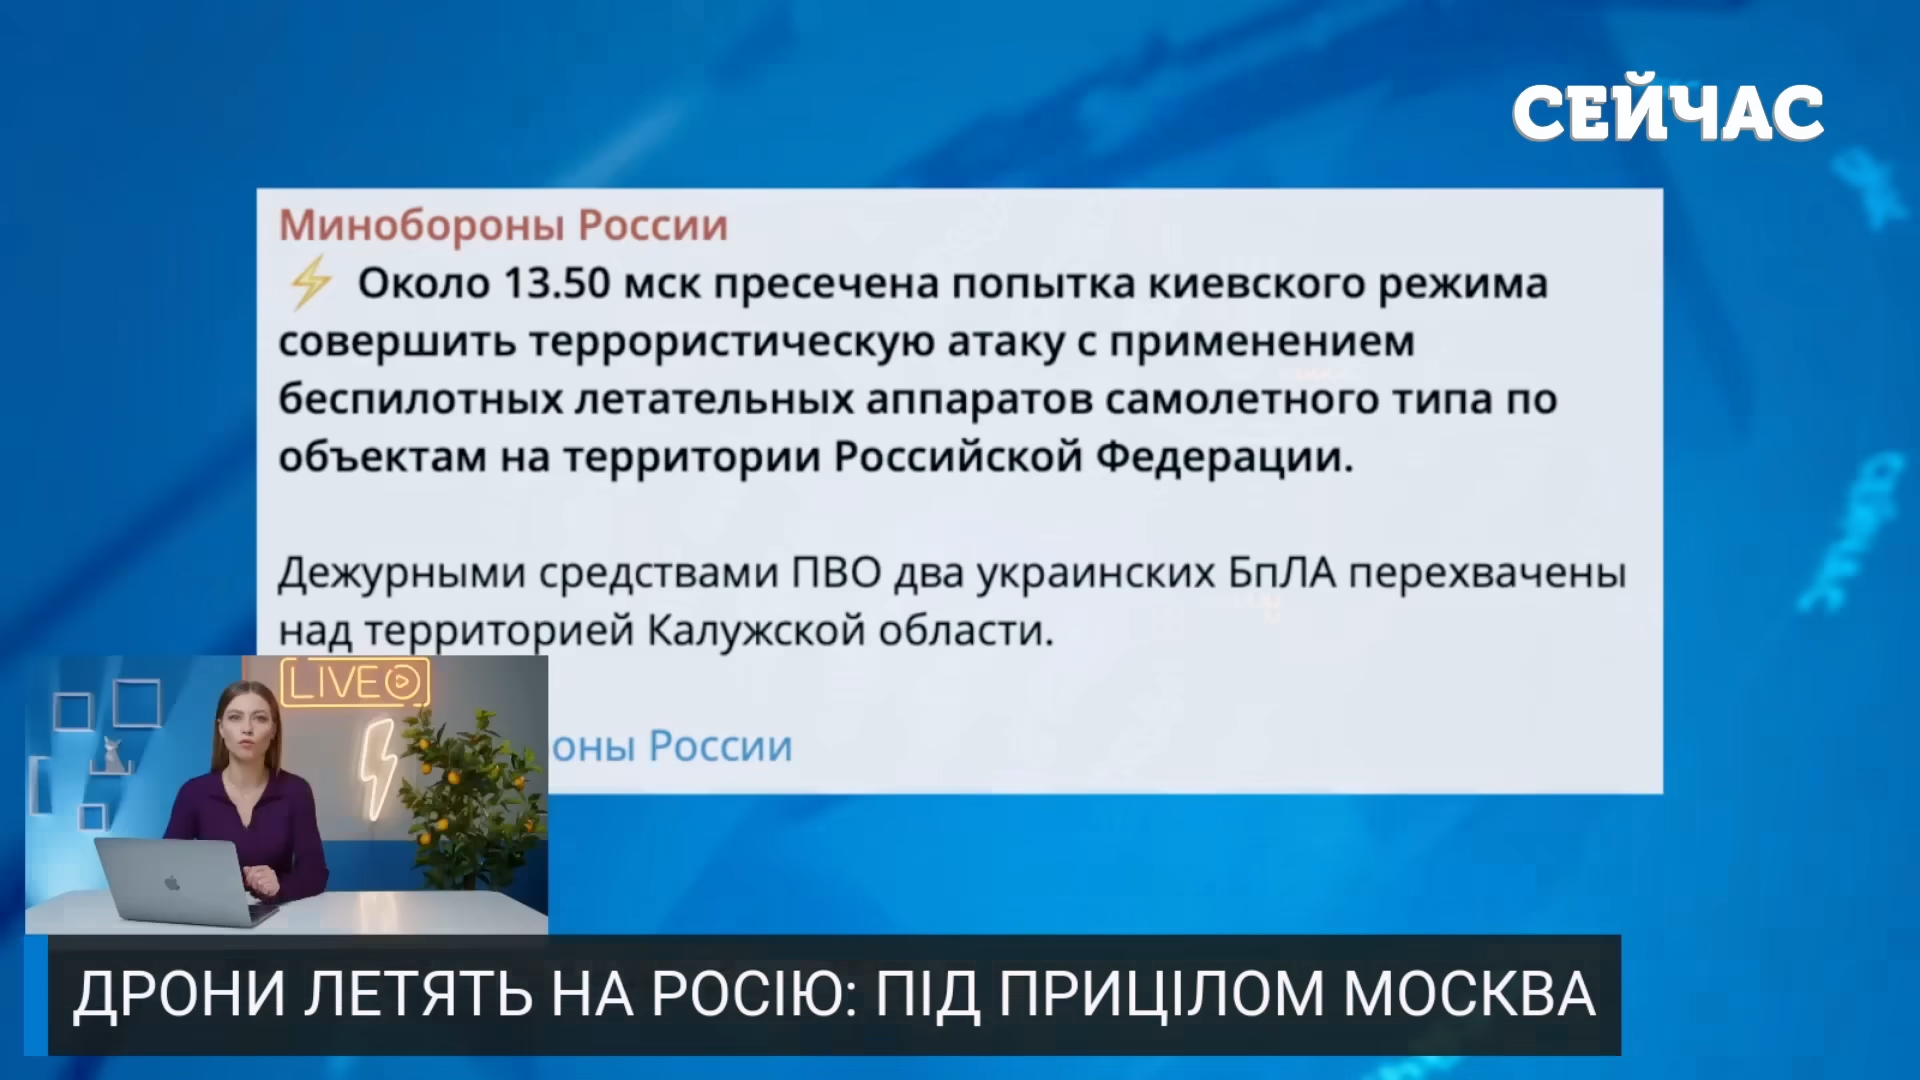 СЕЙЧАС
Минобороны России
⚡ Около 13.50 мск пресечена попытка киевского режима
совершить террористическую атаку с применением
беспилотных летательных аппаратов самолетного типа по
объектам на территории Российской Федерации.
Дежурными средствами ПВО два украинских БпЛА перехвачены
над территорией Калужской области.
LIVE
оны России
ДРОНИ ЛЕТЯТЬ НА РОСІЮ: ПІД ПРИЦІЛОМ МОСКВА